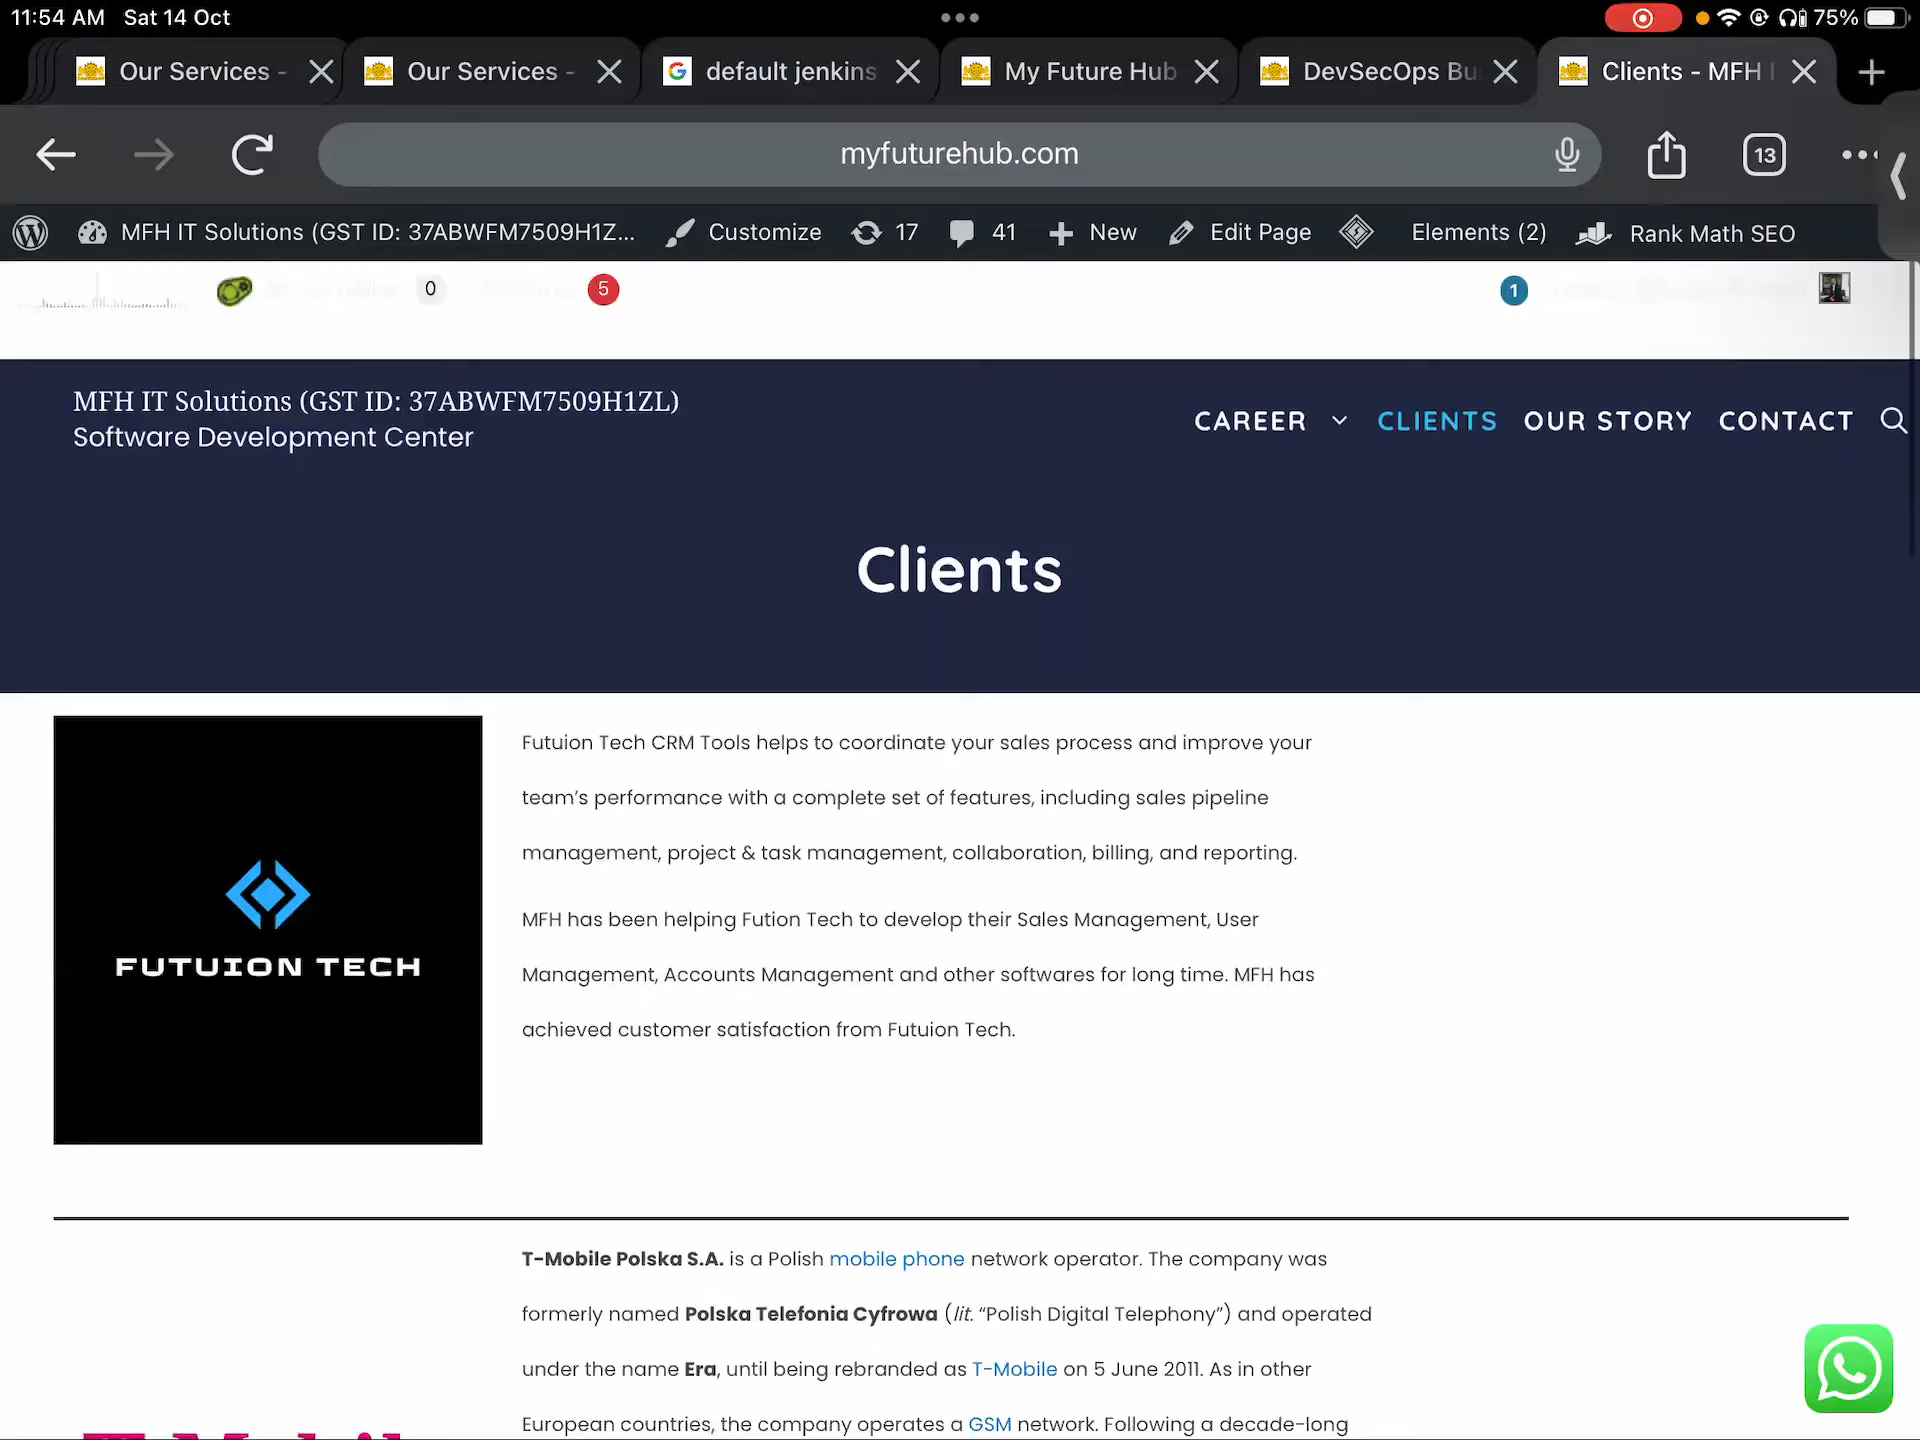 11:54 AM Sat 14 Oct
75%
Our Services -
Our Services -
default jenkins
My Future Hub
DevSecOps Bu
Clients - MFH I
myfuturehub.com
13
MFH IT Solutions (GST ID: 37ABWFM7509H1Z...
Customize
17
41
New
Edit Page
Elements (2)
Rank Math SEO
0
5
1
MFH IT Solutions (GST ID: 37ABWFM7509H1ZL)
Software Development Center
CAREER
CLIENTS
OUR STORY
CONTACT
Clients
FUTUION TECH
Futuion Tech CRM Tools helps to coordinate your sales process and improve your
team’s performance with a complete set of features, including sales pipeline
management, project & task management, collaboration, billing, and reporting.
MFH has been helping Fution Tech to develop their Sales Management, User
Management, Accounts Management and other softwares for long time. MFH has
achieved customer satisfaction from Futuion Tech.
T-Mobile Polska S.A. is a Polish mobile phone network operator. The company was
formerly named Polska Telefonia Cyfrowa (lit. “Polish Digital Telephony”) and operated
under the name Era, until being rebranded as T-Mobile on 5 June 2011. As in other
European countries, the company operates a GSM network. Following a decade-long